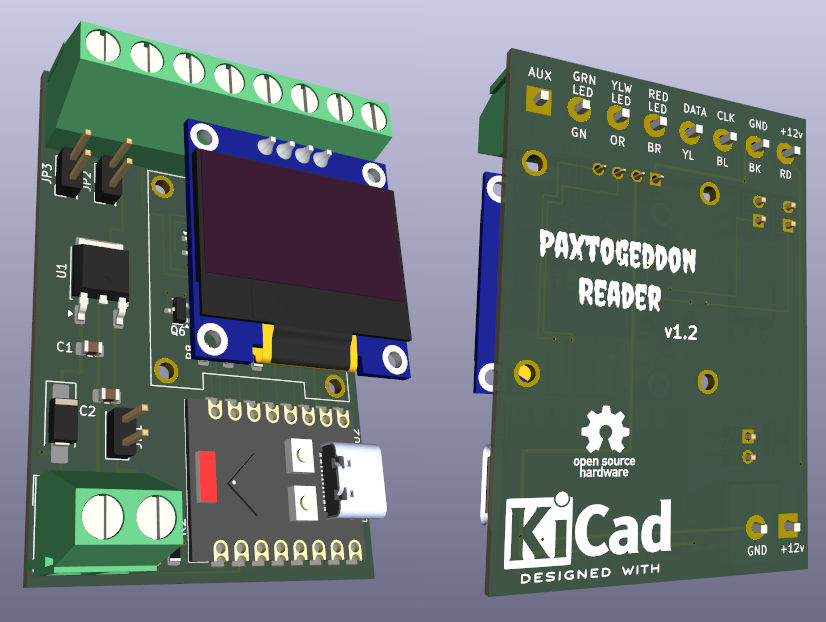 JP3
JP2
U1
Q6
C1
C2
AUX
GRN LED
YLW LED
RED LED
DATA
CLK
GND
+12v
GN
OR
BR
YL
BL
BK
RD
PAXTOGEDDON
READER
v1.2
open source
hardware
KiCad
DESIGNED WITH
GND
+12v